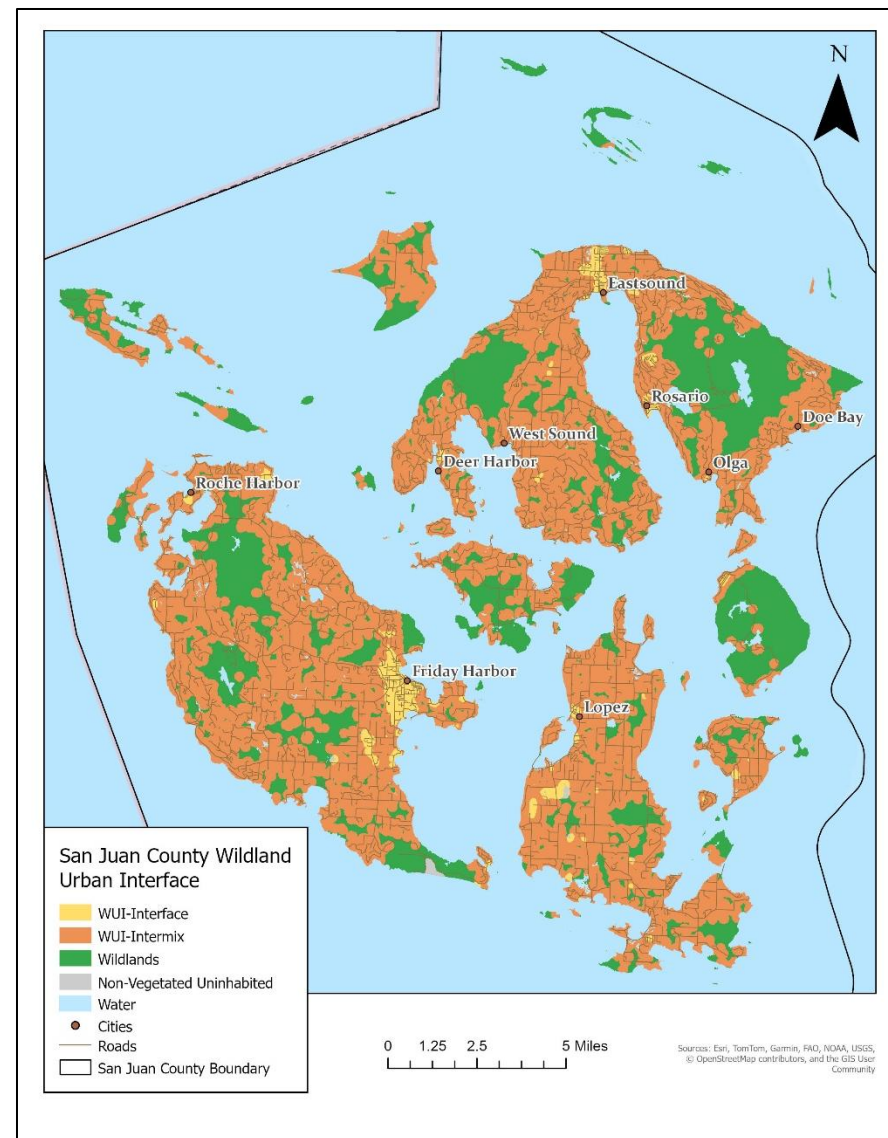 N
Eastsound
Rosario
Doe Bay
West Sound
Deer Harbor
Olga
Roche Harbor
Friday Harbor
Lopez
San Juan County Wildland
Urban Interface
WUI-Interface
WUI-Intermix
Wildlands
Non-Vegetated Uninhabited
Water
Cities
Roads
San Juan County Boundary
0 1.25 2.5 5 Miles
Sources: Esri, TomTom, Garmin, FAO, NOAA, USGS,
© OpenStreetMap contributors, and the GIS User
Community